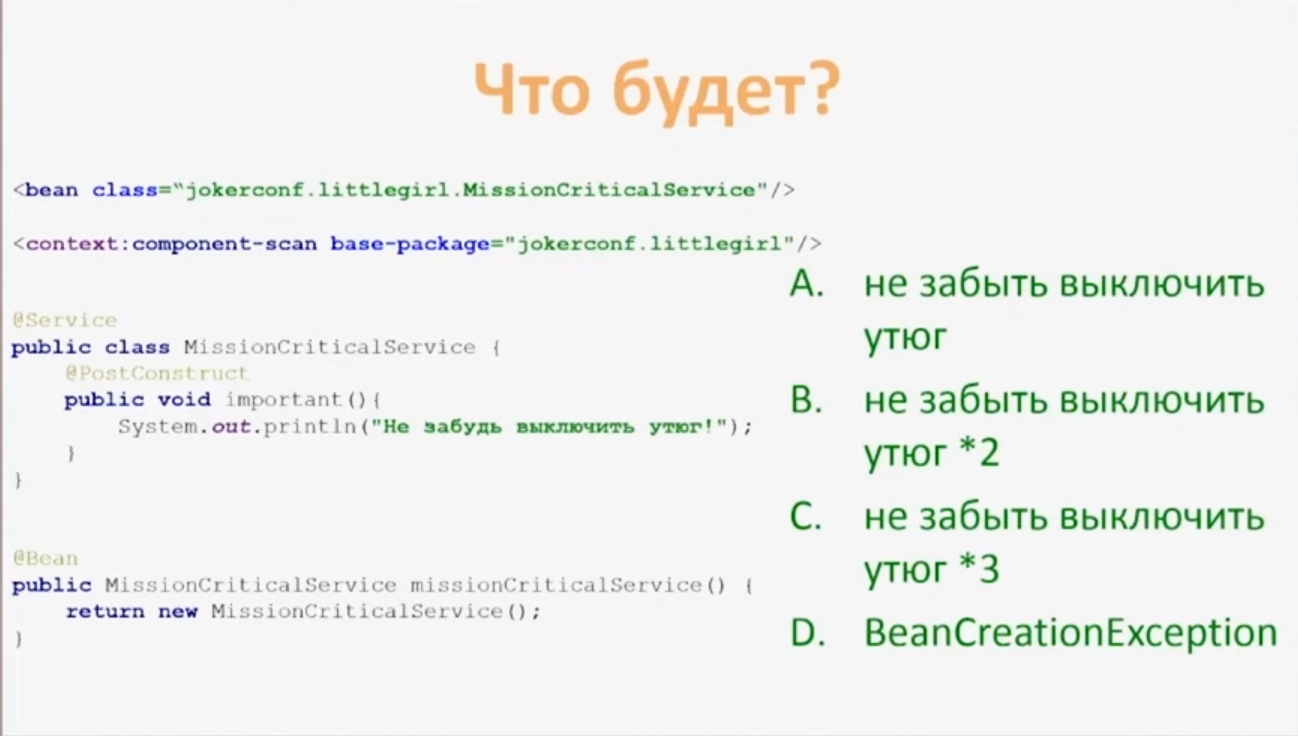 Что будет?
<bean class=“jokerconf.littlegirl.MissionCriticalService"/>
<context:component-scan base-package="jokerconf.littlegirl"/>
@Service
public class MissionCriticalService {
@PostConstruct
public void important(){
System.out.println("Не забудь выключить утюг!");
}
}
@Bean
public MissionCriticalService missionCriticalService() {
return new MissionCriticalService();
}
A. не забыть выключить
утюг
B. не забыть выключить
утюг *2
C. не забыть выключить
утюг *3
D. BeanCreationException